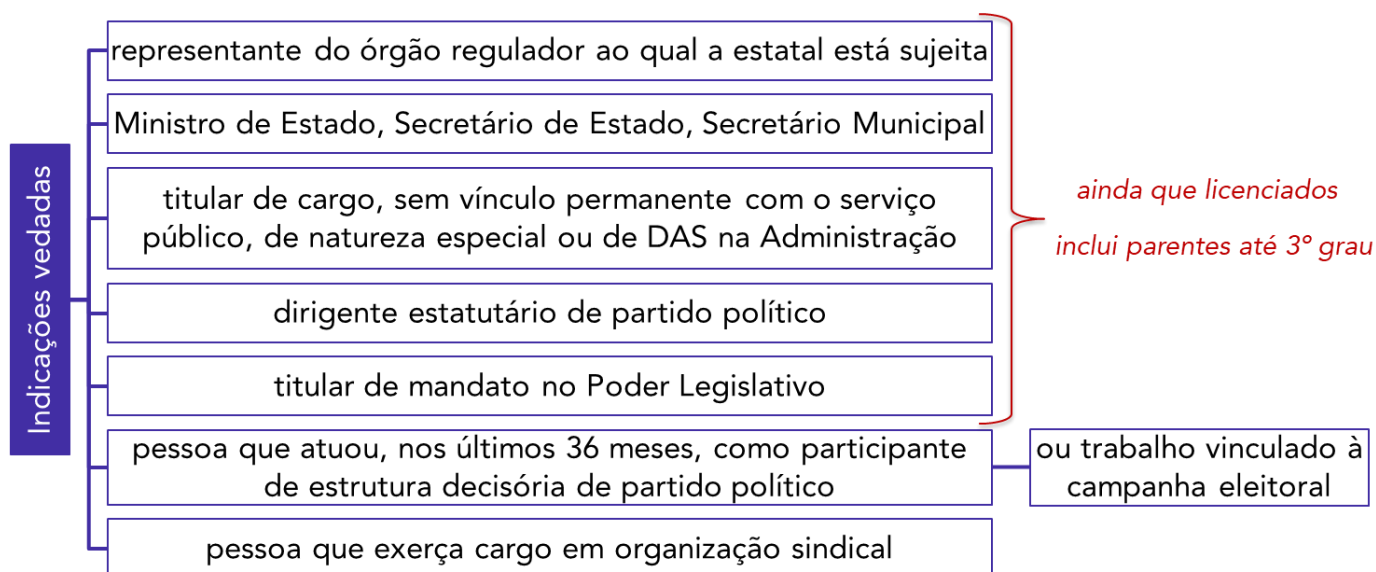 Indicações vedadas
representante do órgão regulador ao qual a estatal está sujeita
Ministro de Estado, Secretário de Estado, Secretário Municipal
titular de cargo, sem vínculo permanente com o serviço
público, de natureza especial ou de DAS na Administração
dirigente estatutário de partido político
titular de mandato no Poder Legislativo
ainda que licenciados
inclui parentes até 3º grau
pessoa que atuou, nos últimos 36 meses, como participante
de estrutura decisória de partido político
ou trabalho vinculado à
campanha eleitoral
pessoa que exerça cargo em organização sindical